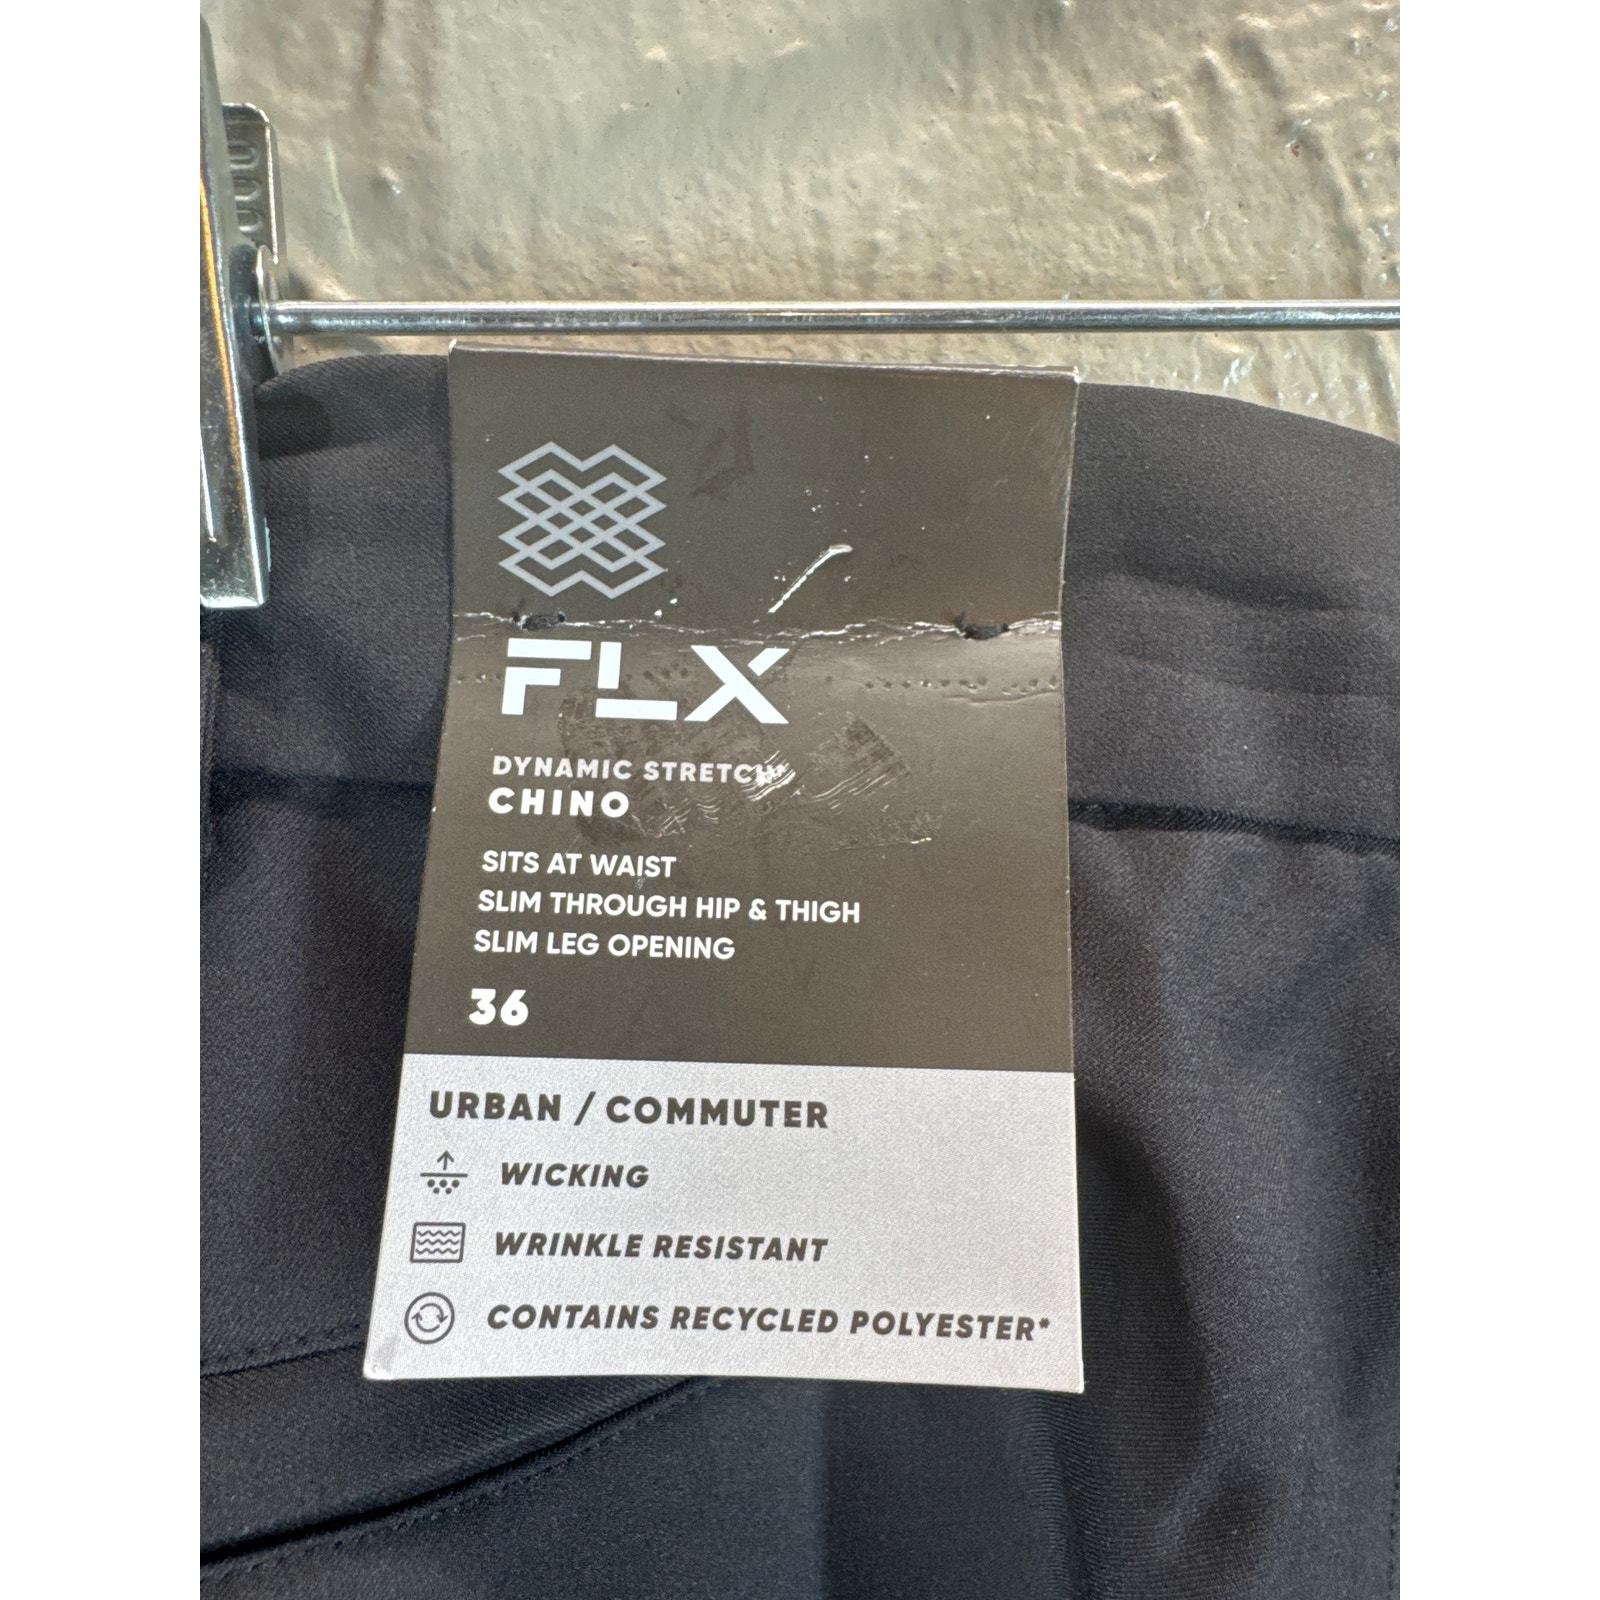 FLX
DYNAMIC STRETCH
CHINO
SITS AT WAIST
SLIM THROUGH HIP & THIGH
SLIM LEG OPENING
36
URBAN / COMMUTER
WICKING
WRINKLE RESISTANT
CONTAINS RECYCLED POLYESTER*